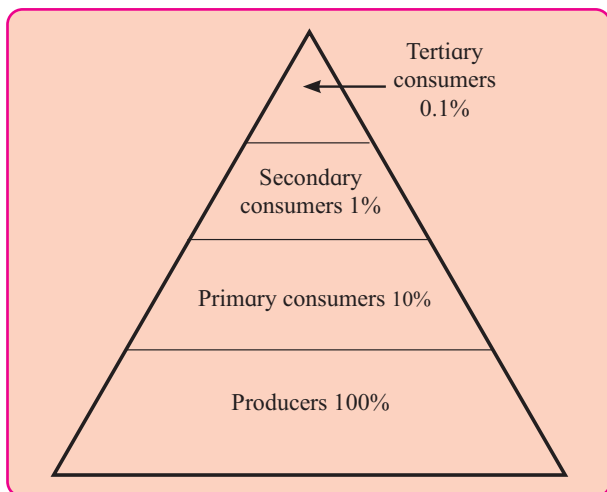 Tertiary
consumers
0.1%
Secondary
consumers 1%
Primary consumers 10%
Producers 100%